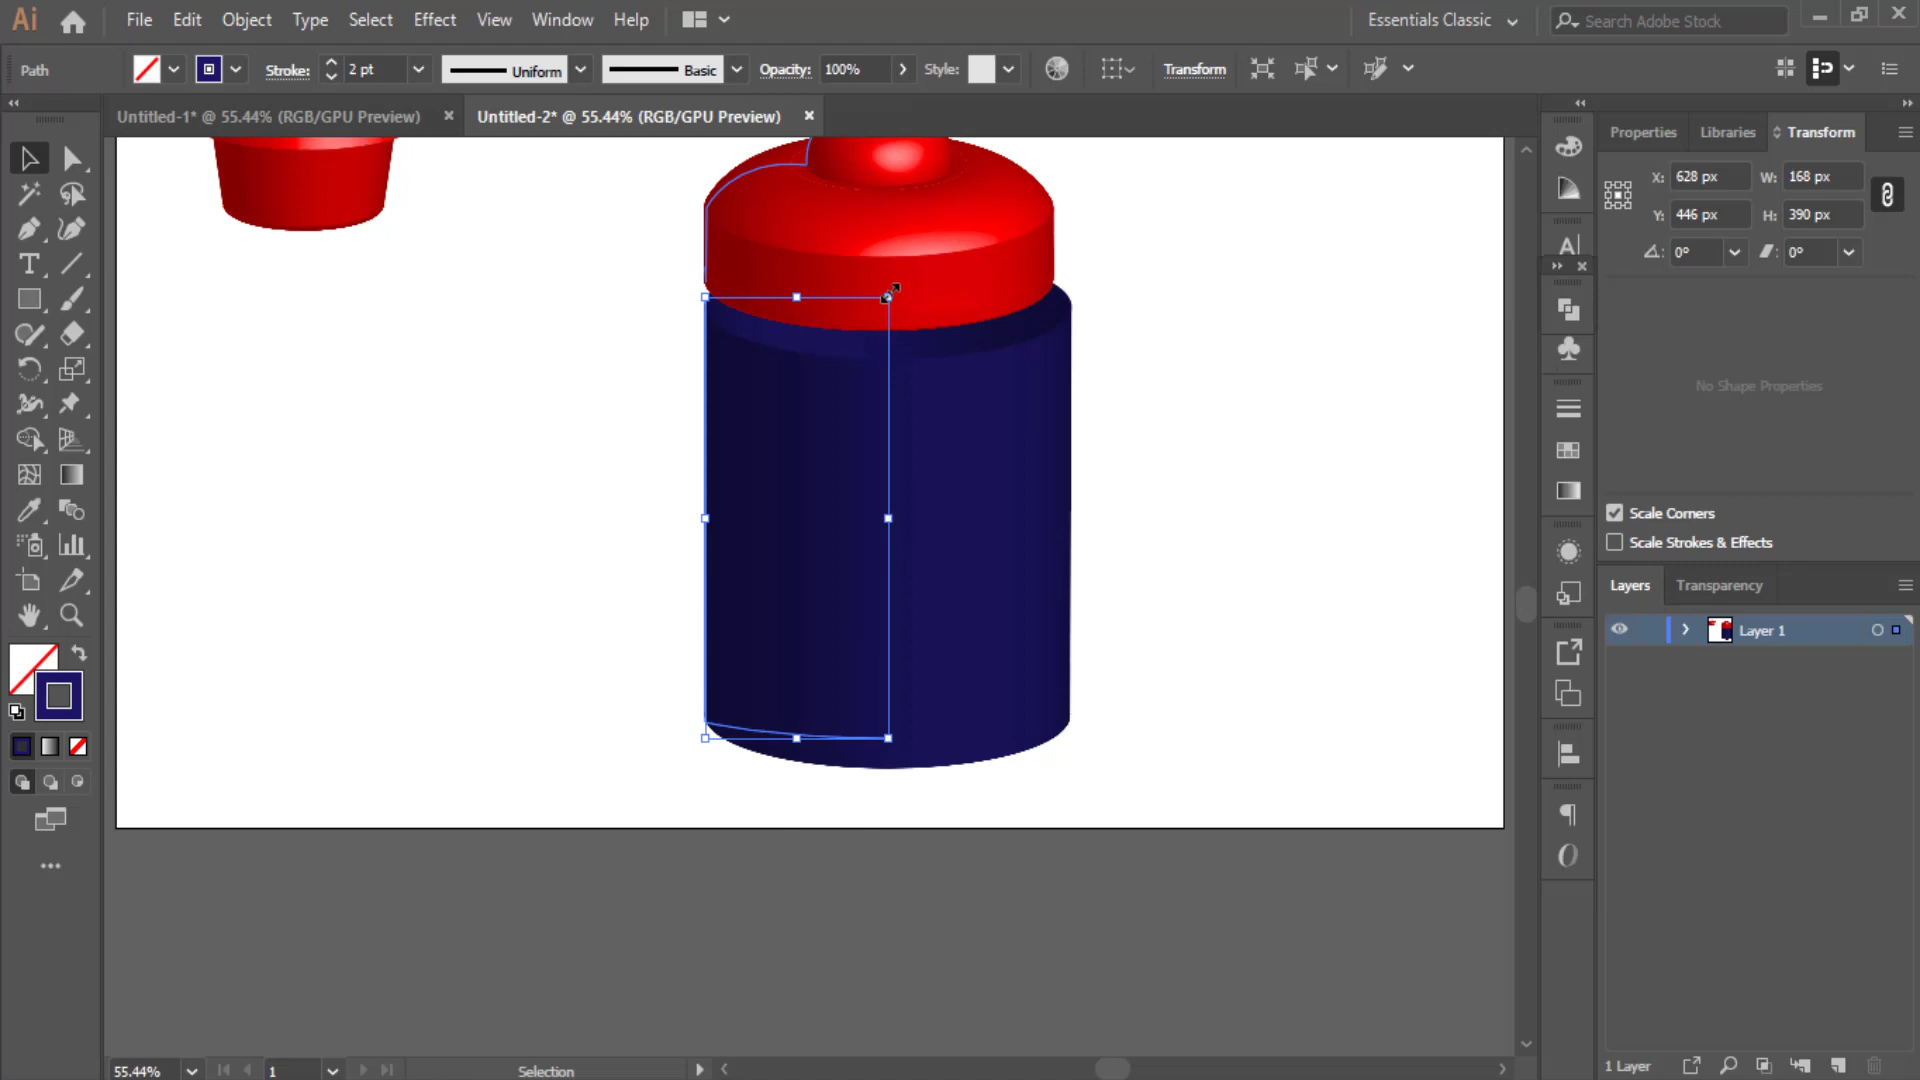 Ai File Edit Object Type Select Effect View Window Help Essentials Classic Search Adobe Stock
Path Stroke: 2 pt Uniform Basic Opacity: 100% Style: Transform
Untitled-1* @ 55.44% (RGB/GPU Preview) × Untitled-2* @ 55.44% (RGB/GPU Preview) ×
Properties Libraries Transform
X: 628 px W: 168 px
Y: 446 px H: 390 px
0° 0°
No Shape Properties
Scale Corners
Scale Strokes & Effects
Layers Transparency
Layer 1
1 Layer
55.44% 1 Selection